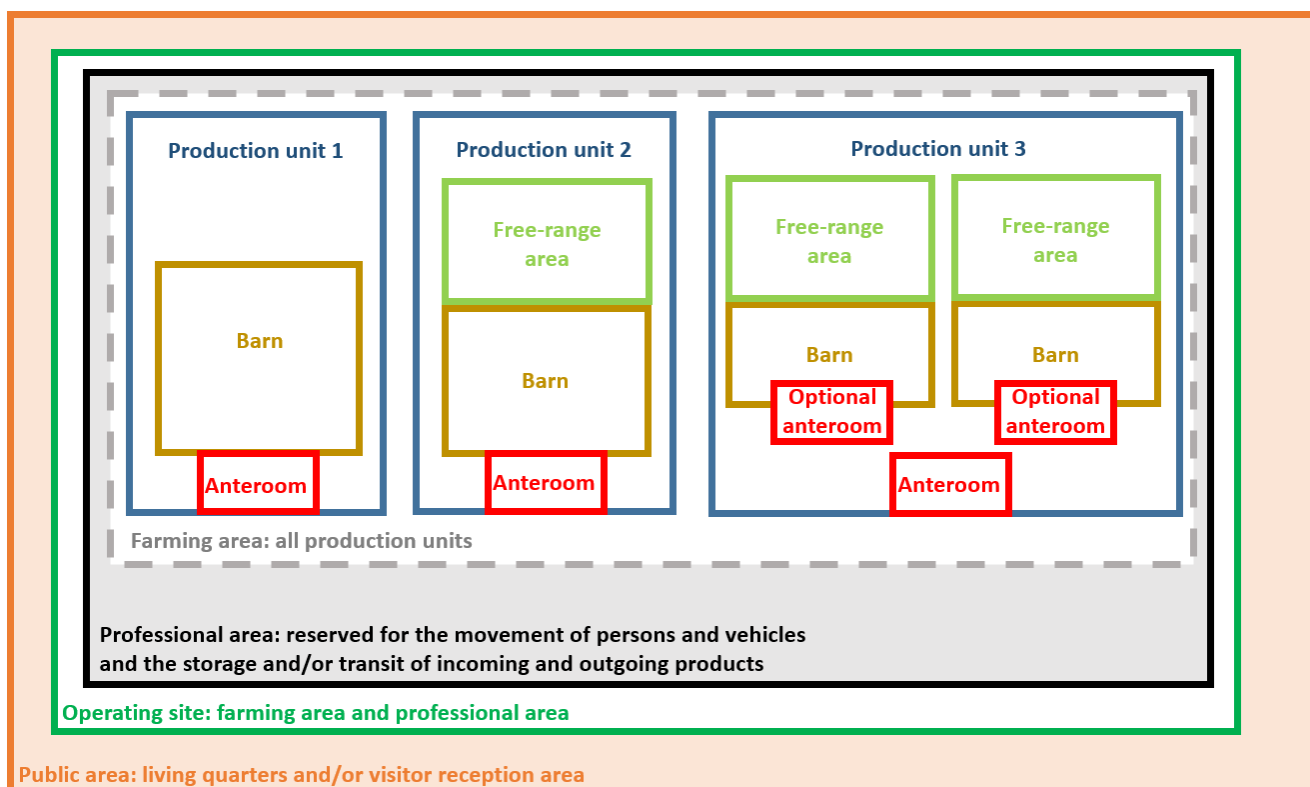 Production unit 1
Production unit 2
Production unit 3
Free-range
area
Free-range
area
Free-range
area
Barn
Barn
Barn
Barn
Optional
anteroom
Optional
anteroom
Anteroom
Anteroom
Anteroom
Farming area: all production units
Professional area: reserved for the movement of persons and vehicles
and the storage and/or transit of incoming and outgoing products
Operating site: farming area and professional area
Public area: living quarters and/or visitor reception area